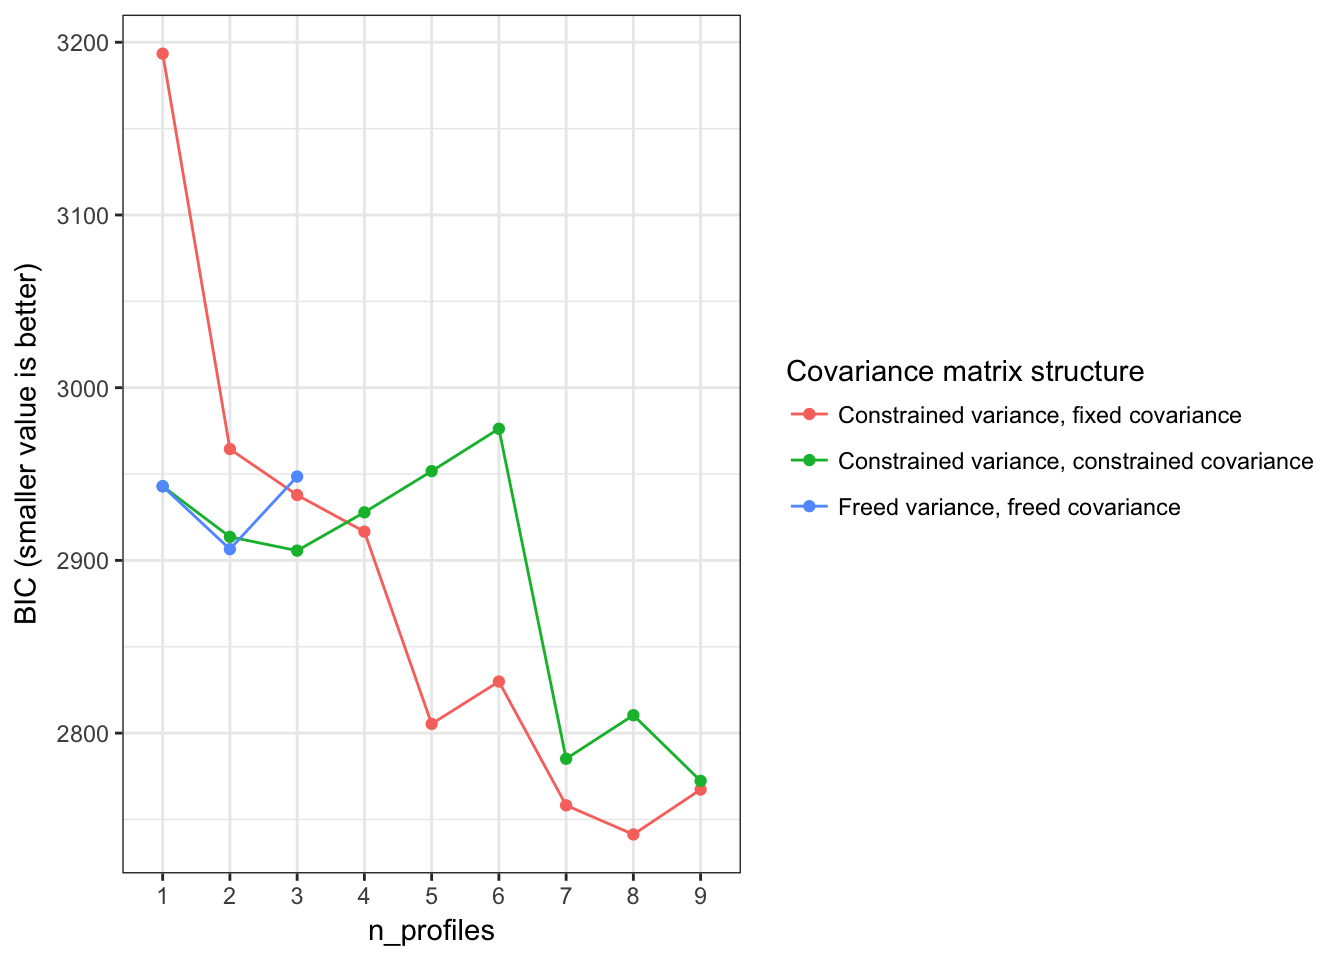 BIC (smaller value is better)
3200
3100
3000
2900
2800
1 2 3 4 5 6 7 8 9
n_profiles
Covariance matrix structure
Constrained variance, fixed covariance
Constrained variance, constrained covariance
Freed variance, freed covariance